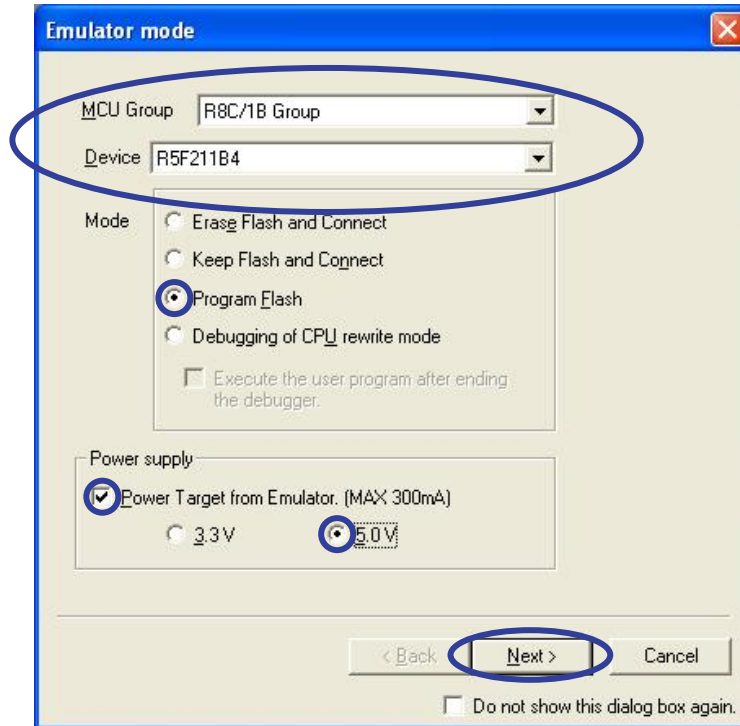 Emulator mode
MCU Group R8C/1B Group
Device R5F211B4
Mode Erase Flash and Connect
Keep Flash and Connect
Program Flash
Debugging of CPU rewrite mode
Execute the user program after ending
the debugger.
Power supply
Power Target from Emulator. (MAX 300mA)
3.3 V 5.0 V
< Back Next > Cancel
Do not show this dialog box again.